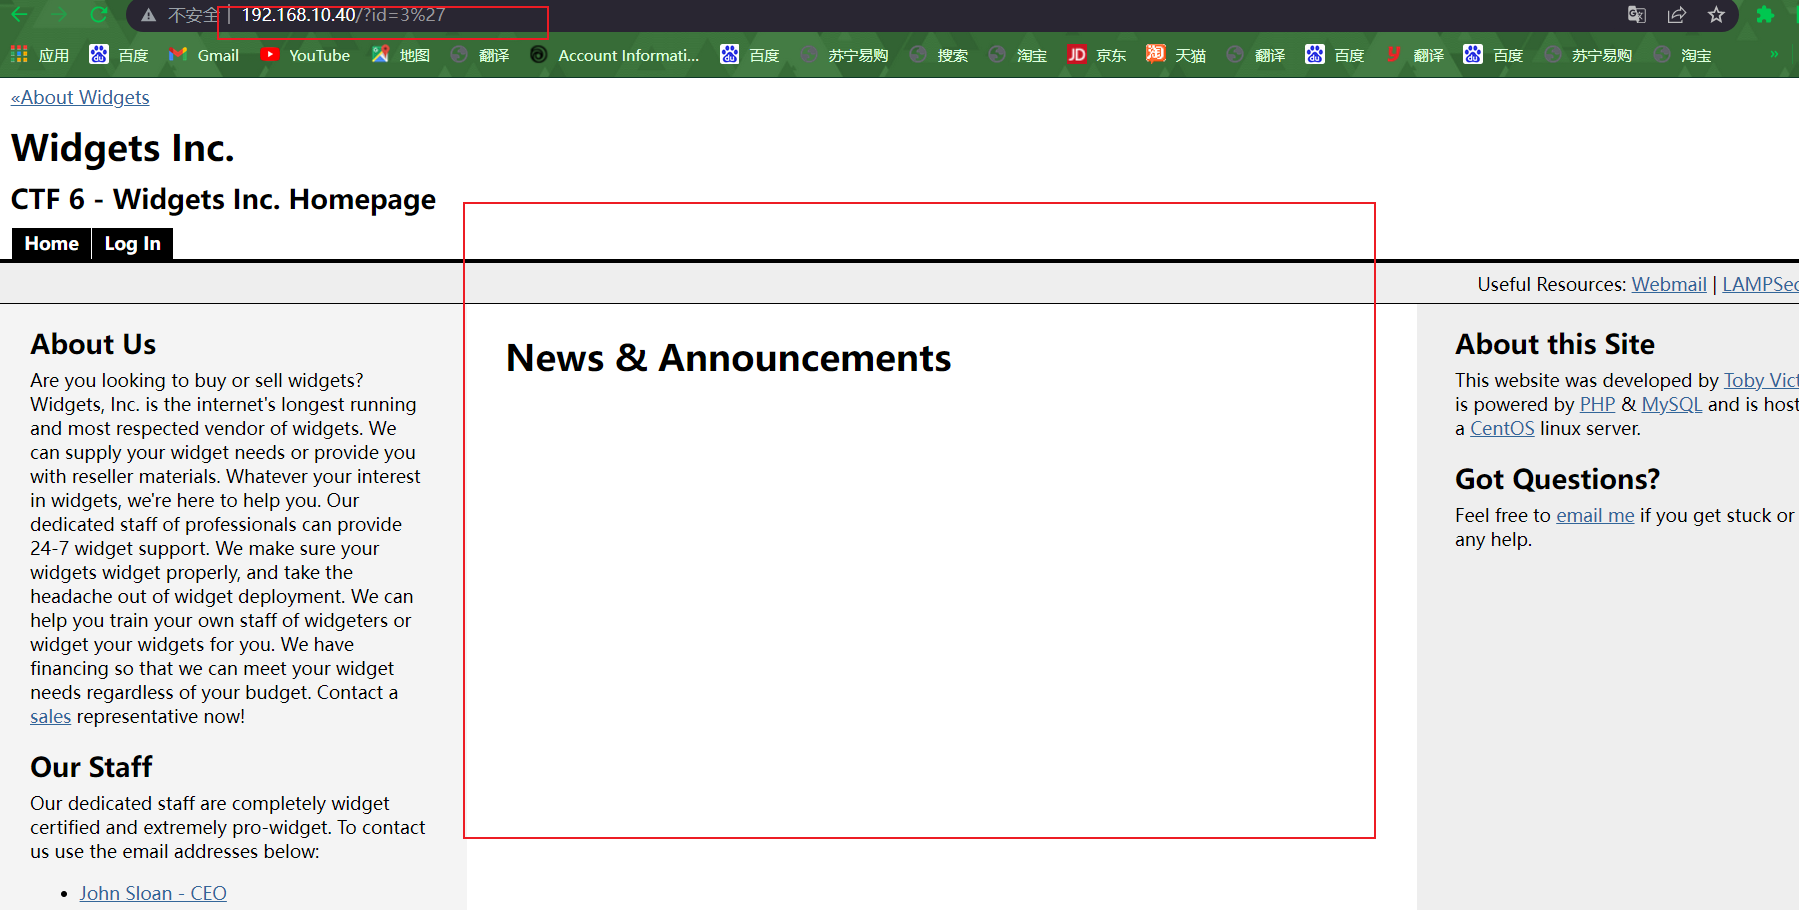 不安全 192.168.10.40/?id=3%27
应用 百度 Gmail YouTube 地图 翻译 Account Informati... 百度 苏宁易购 搜索 淘宝 JD 京东 淘 天猫 翻译 百度 翻译 百度 苏宁易购 淘宝 »
«About Widgets
Widgets Inc.
CTF 6 - Widgets Inc. Homepage
Home Log In
Useful Resources: Webmail | LAMPSec
About Us
Are you looking to buy or sell widgets?
Widgets, Inc. is the internet's longest running
and most respected vendor of widgets. We
can supply your widget needs or provide you
with reseller materials. Whatever your interest
in widgets, we're here to help you. Our
dedicated staff of professionals can provide
24-7 widget support. We make sure your
widgets widget properly, and take the
headache out of widget deployment. We can
help you train your own staff of widgeters or
widget your widgets for you. We have
financing so that we can meet your widget
needs regardless of your budget. Contact a
sales representative now!
Our Staff
Our dedicated staff are completely widget
certified and extremely pro-widget. To contact
us use the email addresses below:
• John Sloan - CEO
News & Announcements
About this Site
This website was developed by Toby Vict
is powered by PHP & MySQL and is host
a CentOS linux server.
Got Questions?
Feel free to email me if you get stuck or
any help.